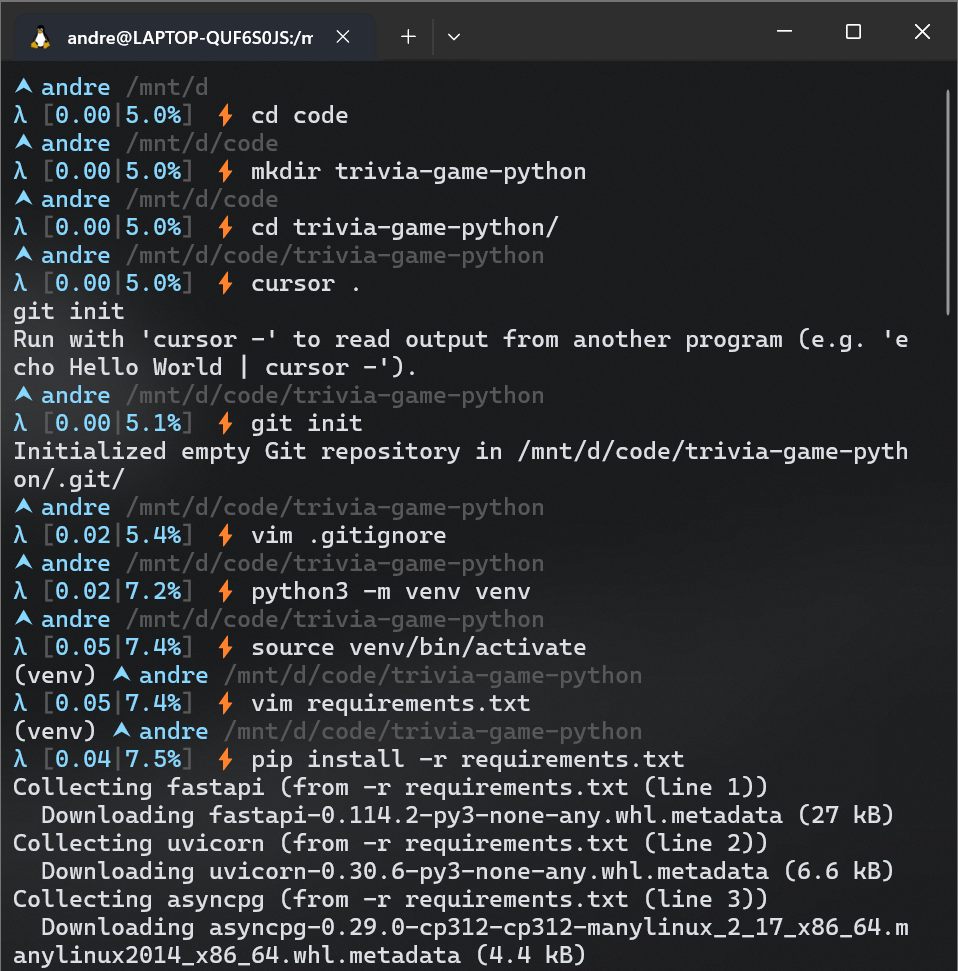 andre@LAPTOP-QUF6S0JS:/m
andre /mnt/d
λ [0.00|5.0%] ⚡ cd code
andre /mnt/d/code
λ [0.00|5.0%] ⚡ mkdir trivia-game-python
andre /mnt/d/code
λ [0.00|5.0%] ⚡ cd trivia-game-python/
andre /mnt/d/code/trivia-game-python
λ [0.00|5.0%] ⚡ cursor .
git init
Run with 'cursor -' to read output from another program (e.g. 'e
cho Hello World | cursor -').
andre /mnt/d/code/trivia-game-python
λ [0.00|5.1%] ⚡ git init
Initialized empty Git repository in /mnt/d/code/trivia-game-pyth
on/.git/
andre /mnt/d/code/trivia-game-python
λ [0.02|5.4%] ⚡ vim .gitignore
andre /mnt/d/code/trivia-game-python
λ [0.02|7.2%] ⚡ python3 -m venv venv
andre /mnt/d/code/trivia-game-python
λ [0.05|7.4%] ⚡ source venv/bin/activate
(venv) andre /mnt/d/code/trivia-game-python
λ [0.05|7.4%] ⚡ vim requirements.txt
(venv) andre /mnt/d/code/trivia-game-python
λ [0.04|7.5%] ⚡ pip install -r requirements.txt
Collecting fastapi (from -r requirements.txt (line 1))
  Downloading fastapi-0.114.2-py3-none-any.whl.metadata (27 kB)
Collecting uvicorn (from -r requirements.txt (line 2))
  Downloading uvicorn-0.30.6-py3-none-any.whl.metadata (6.6 kB)
Collecting asyncpg (from -r requirements.txt (line 3))
  Downloading asyncpg-0.29.0-cp312-cp312-manylinux_2_17_x86_64.m
anylinux2014_x86_64.whl.metadata (4.4 kB)